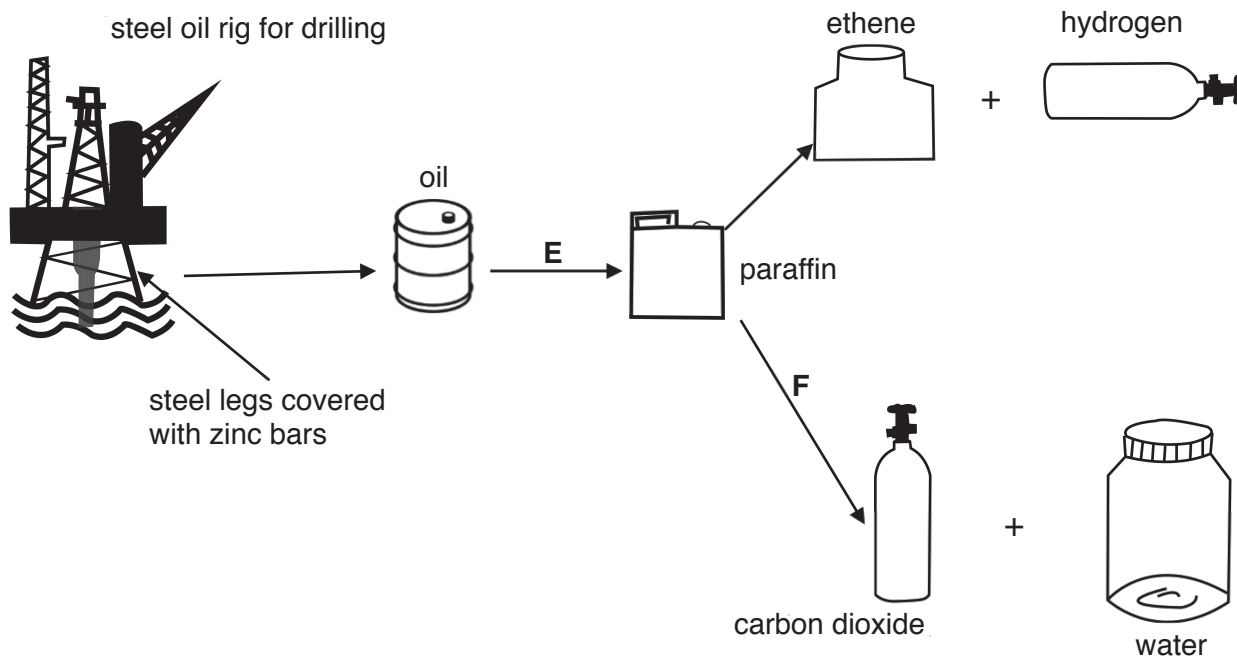 steel oil rig for drilling
ethene
hydrogen
+
oil
E
paraffin
steel legs covered
with zinc bars
F
+
carbon dioxide
water